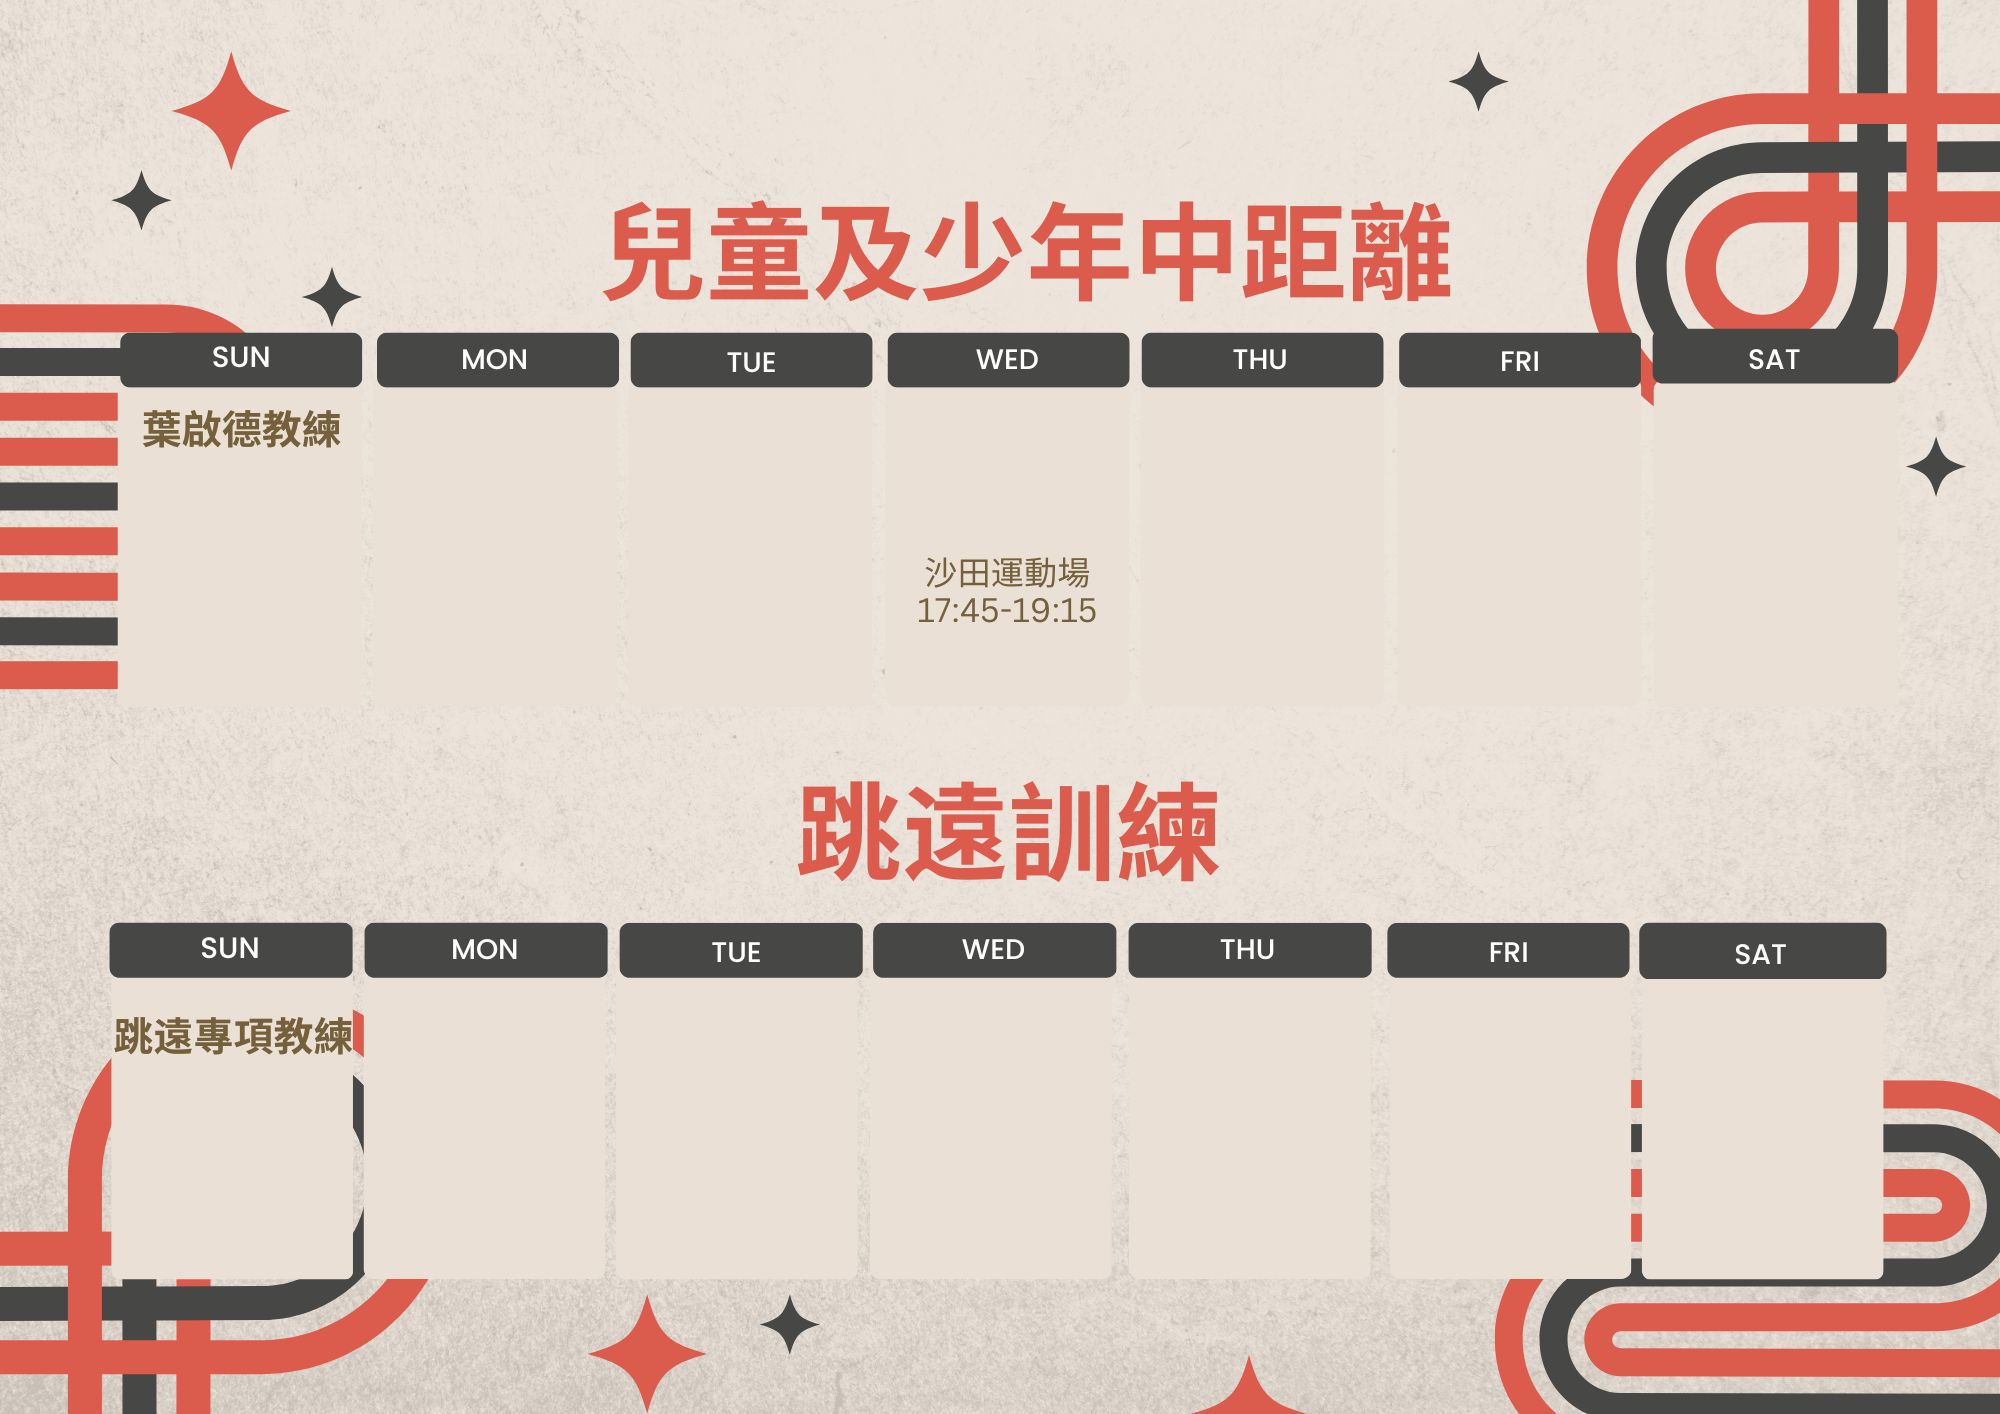 兒童及少年中距離
SUN
MON
TUE
WED
THU
FRI
SAT
葉啟德教練
沙田運動場
17:45-19:15
跳遠訓練
SUN
MON
TUE
WED
THU
FRI
SAT
跳遠專項教練